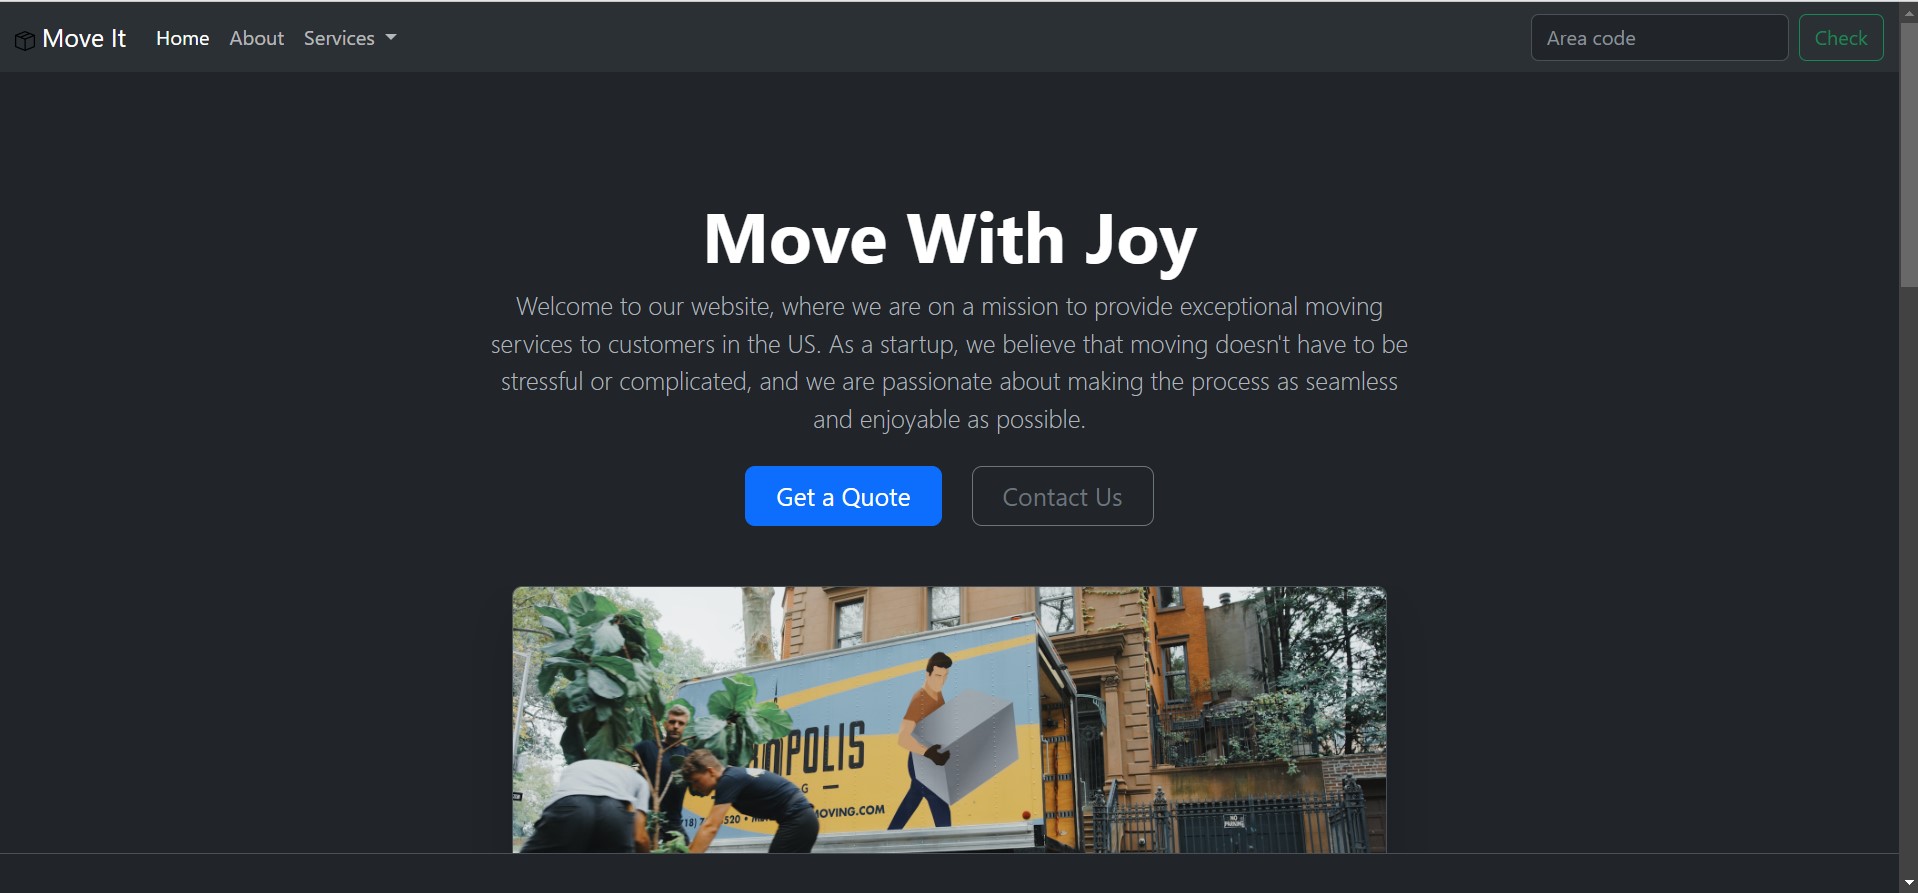 Move It
Home
About
Services
Area code
Check
Move With Joy
Welcome to our website, where we are on a mission to provide exceptional moving
services to customers in the US. As a startup, we believe that moving doesn't have to be
stressful or complicated, and we are passionate about making the process as seamless
and enjoyable as possible.
Get a Quote
Contact Us
POLIS
G
MOVING.COM
NO
PARKING